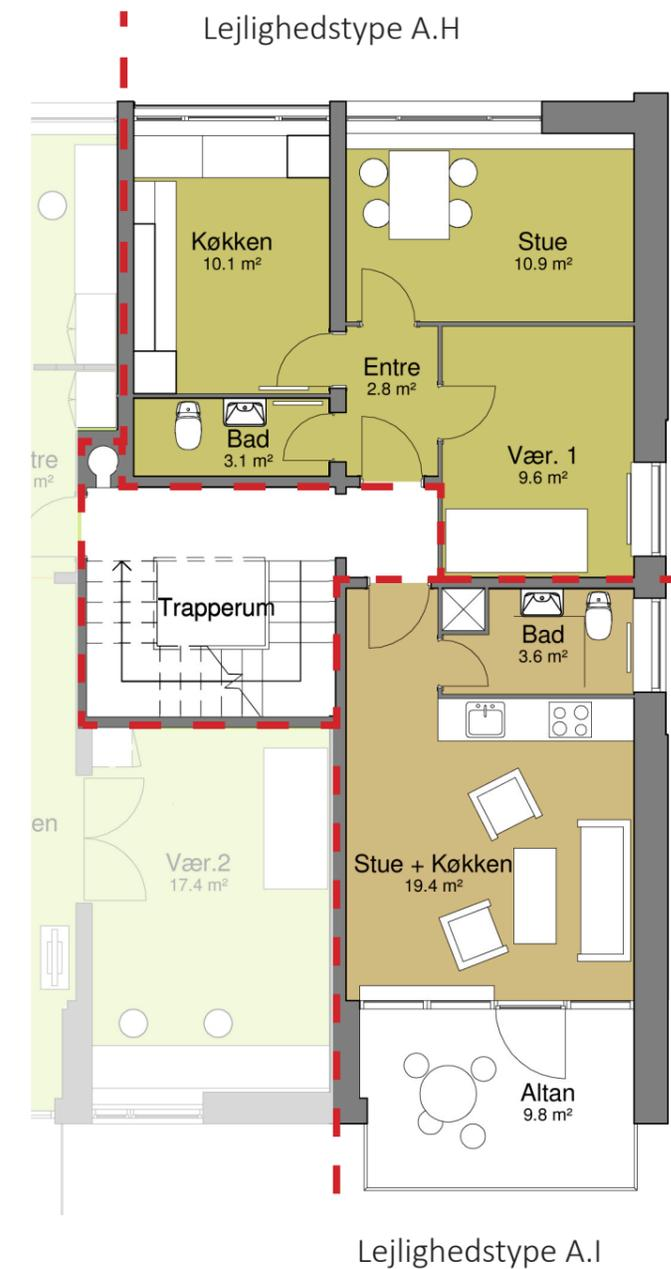 Lejlighedstype A.H
Køkken
10.1 m²
Stue
10.9 m²
Entre
2.8 m²
Bad
3.1 m²
Vær. 1
9.6 m²
tre
m²
Trapperum
Bad
3.6 m²
en
Vær.2
17.4 m²
Stue + Køkken
19.4 m²
Altan
9.8 m²
Lejlighedstype A.I